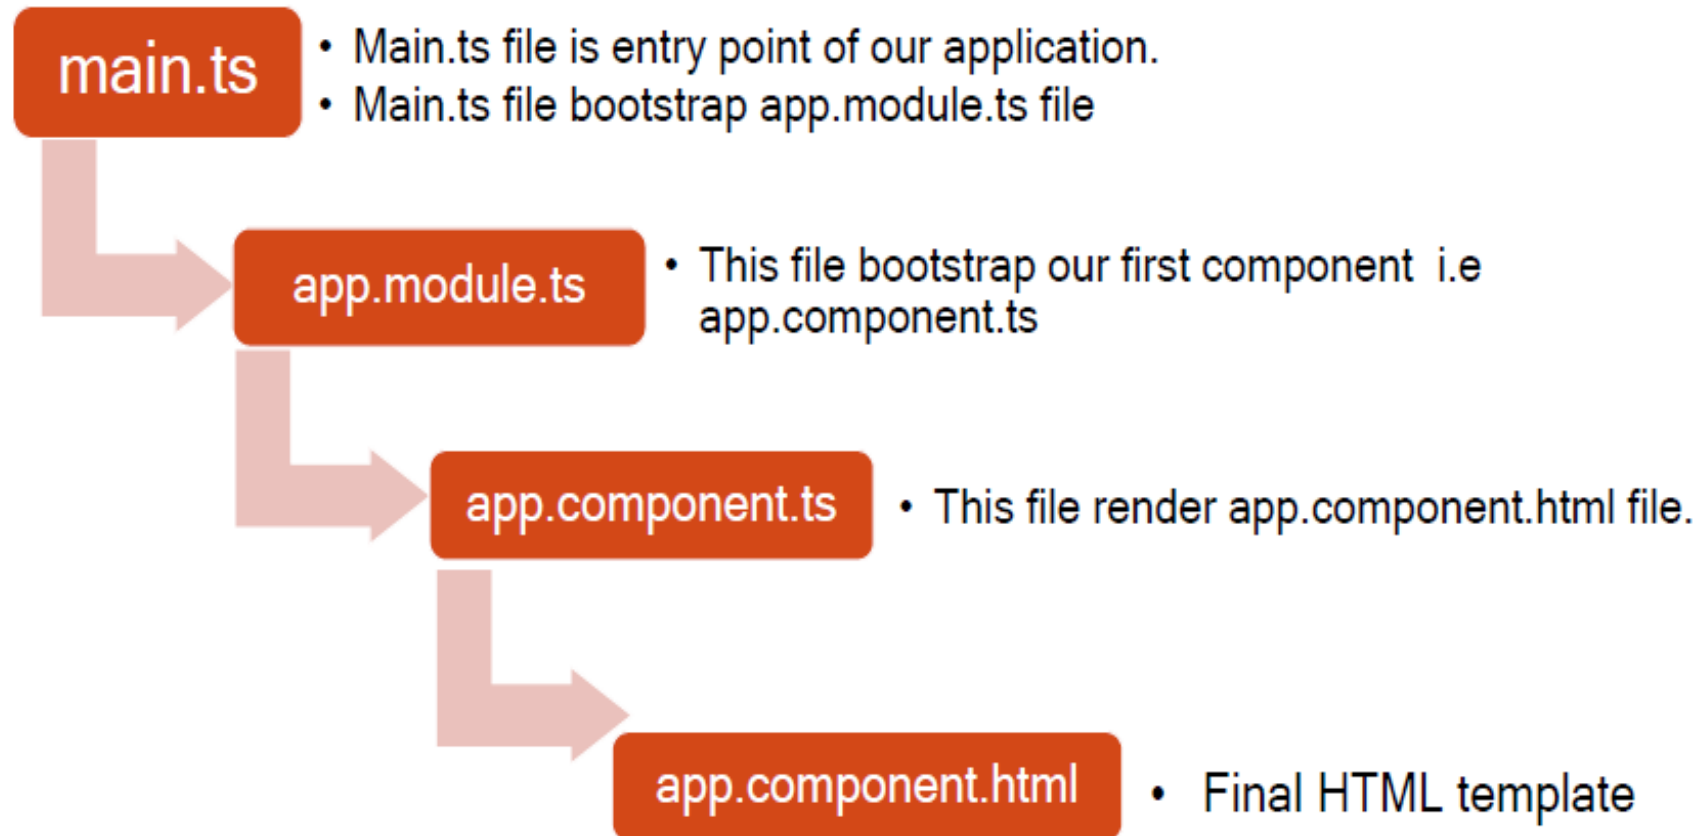 main.ts
• Main.ts file is entry point of our application.
• Main.ts file bootstrap app.module.ts file
app.module.ts
• This file bootstrap our first component i.e
app.component.ts
app.component.ts
• This file render app.component.html file.
app.component.html
• Final HTML template